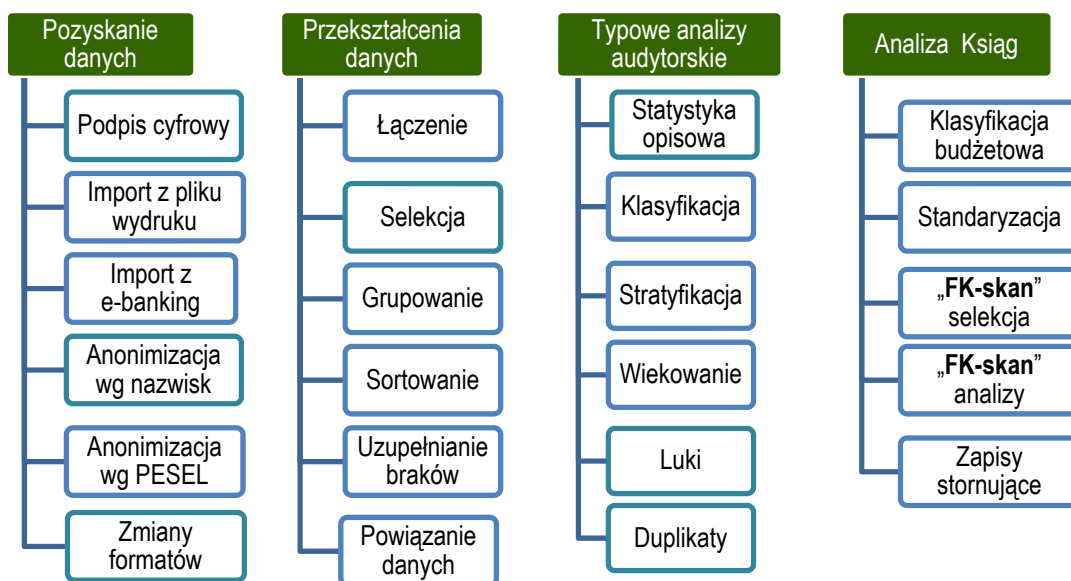 Pozyskanie
danych
Podpis cyfrowy
Import z pliku
wydruku
Import z
e-banking
Anonimizacja
wg nazwisk
Anonimizacja
wg PESEL
Zmiany
formatów
Przekształcenia
danych
Łączenie
Selekcja
Grupowanie
Sortowanie
Uzupełnianie
braków
Powiązanie
danych
Typowe analizy
audytorskie
Statystyka
opisowa
Klasyfikacja
Stratyfikacja
Wiekowanie
Luki
Duplikaty
Analiza Ksiąg
Klasyfikacja
budżetowa
Standaryzacja
„FK-skan”
selekcja
„FK-skan”
analizy
Zapisy
stornujące